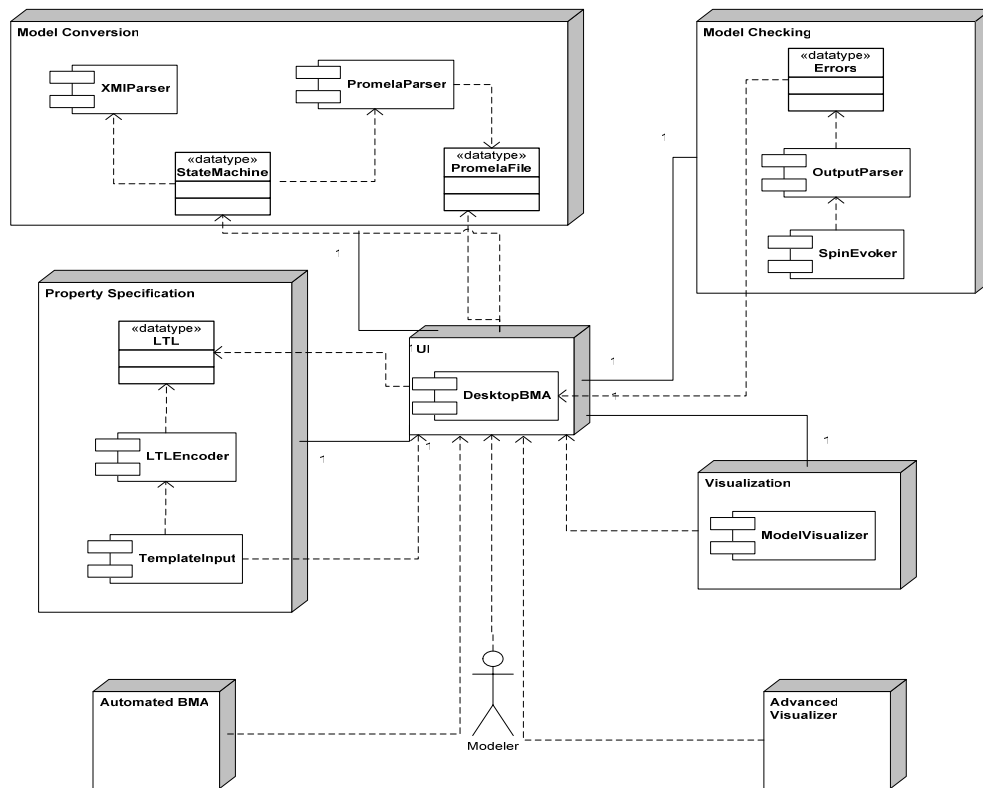 Model Conversion
XMIParser
PromelaParser
«datatype»
StateMachine
«datatype»
PromelaFile
Model Checking
«datatype»
Errors
OutputParser
SpinEvoker
1
1
Property Specification
«datatype»
LTL
LTLEncoder
TemplateInput
UI
DesktopBMA
1
1
1
1
1
Visualization
ModelVisualizer
Automated BMA
Modeler
Advanced
Visualizer